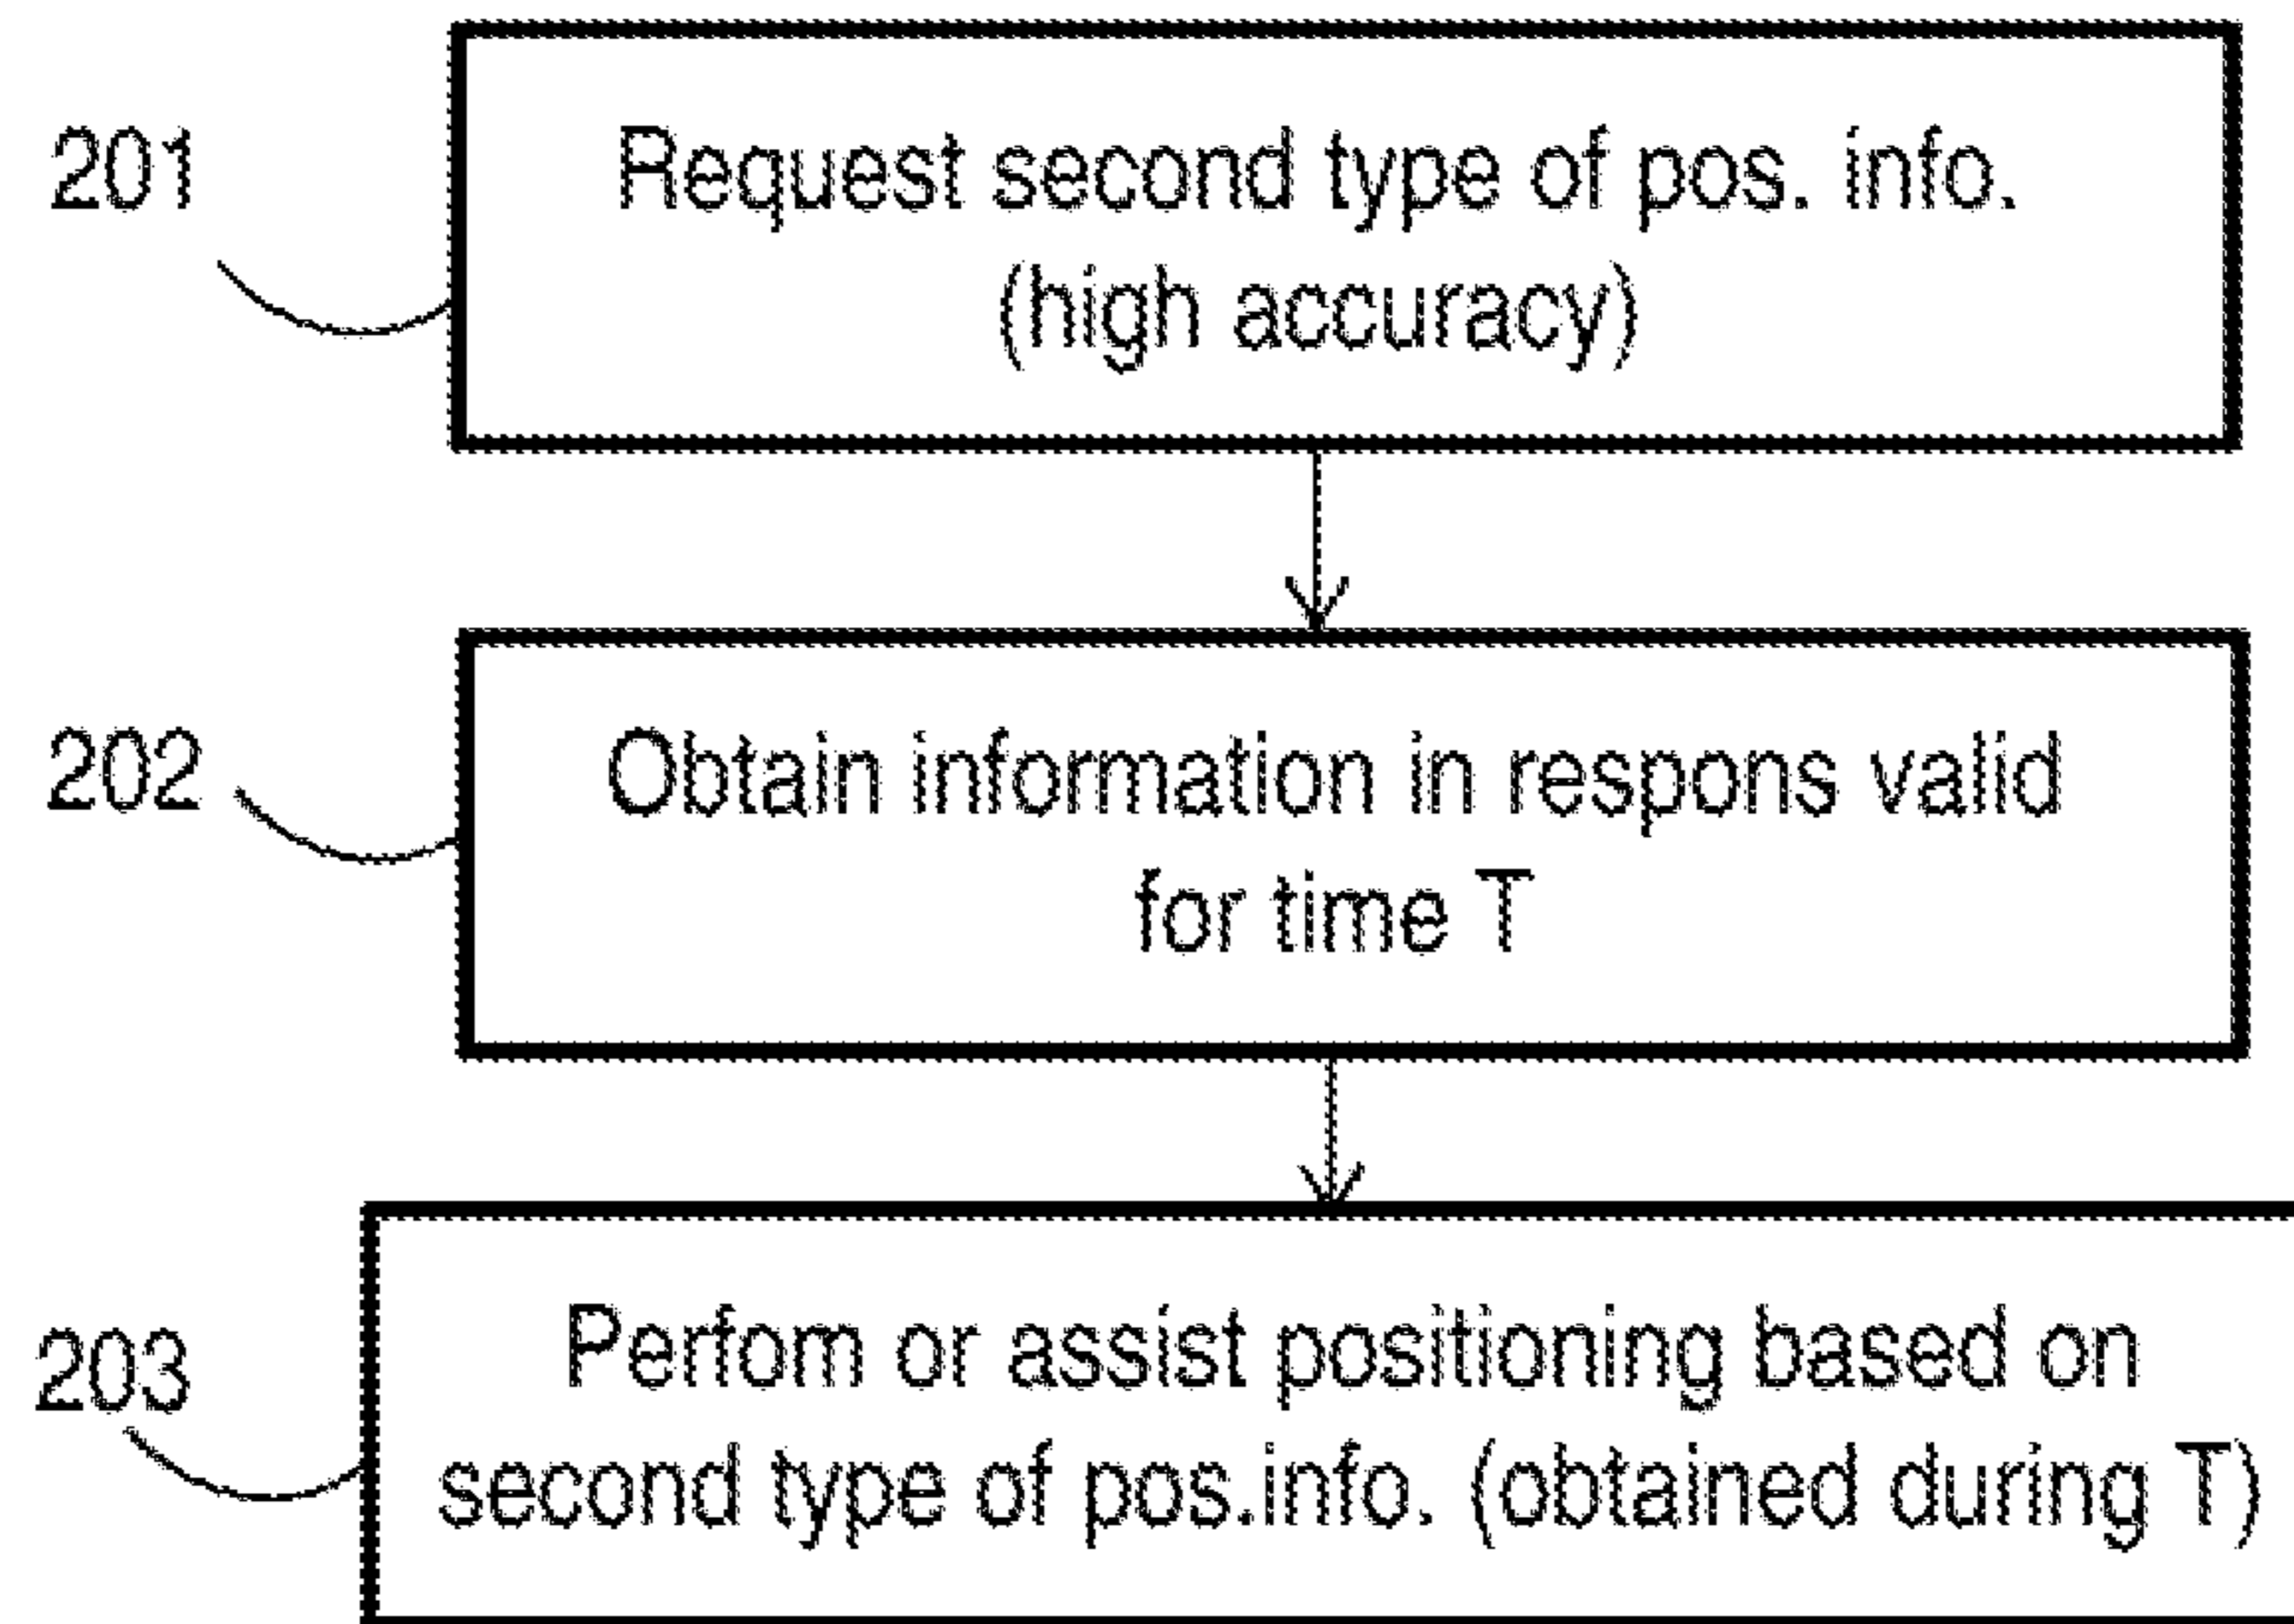 201
Request second type of pos. info.
(high accuracy)
202
Obtain information in respons valid
for time T
203
Perfom or assist positioning based on
second type of pos.info. (obtained during T)